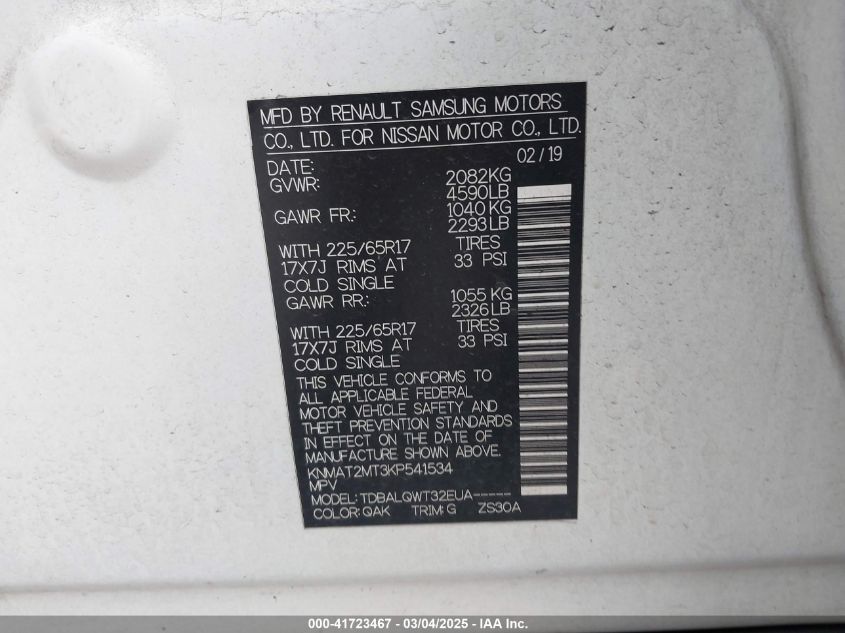 MFD BY RENAULT SAMSUNG MOTORS
CO., LTD. FOR NISSAN MOTOR CO., LTD.
DATE: 02/19
GVWR: 2082KG
4590LB
GAWR FR.: 1040KG
2293LB
WITH 225/65R17 TIRES
17X7J RIMS AT 33 PSI
COLD SINGLE
GAWR RR.: 1055KG
2326LB
WITH 225/65R17 TIRES
17X7J RIMS AT 33 PSI
COLD SINGLE
THIS VEHICLE CONFORMS TO
ALL APPLICABLE FEDERAL
MOTOR VEHICLE SAFETY AND
THEFT PREVENTION STANDARDS
IN EFFECT ON THE DATE OF
MANUFACTURE SHOWN ABOVE.
KNMAT2MT3KP541534
MPV
MODEL: TDBALQWT32EUA-----
COLOR: QAK TRIM: G ZS30A
000-41723467 - 03/04/2025 - IAA Inc.